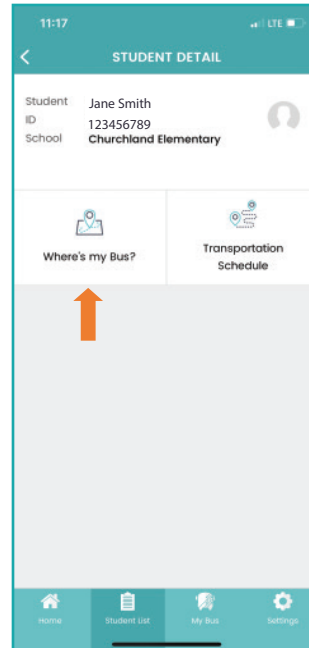 11:17
LTE
STUDENT DETAIL
Student Jane Smith
ID 123456789
School Churchland Elementary
Where's my Bus?
Transportation
Schedule
Home Student List My Bus Settings